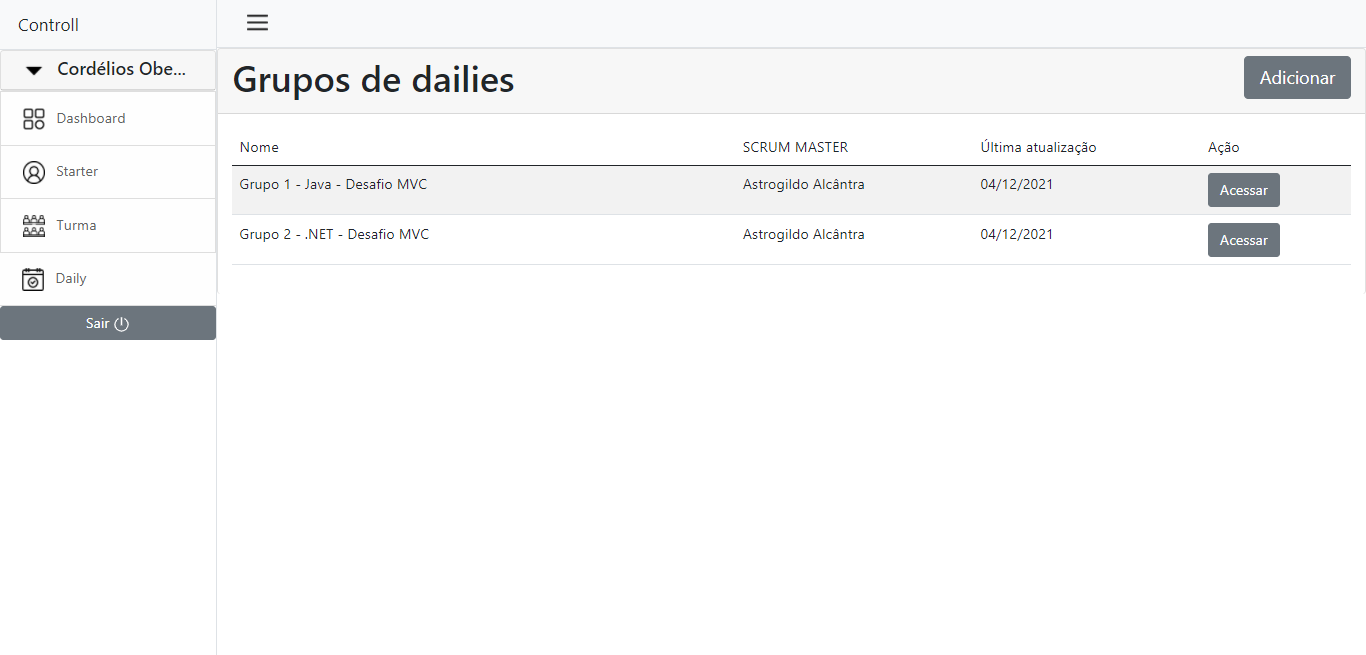 Controll
Cordélios Obe...
Dashboard
Starter
Turma
Daily
Sair
Grupos de dailies
Adicionar
Nome SCRUM MASTER Última atualização Ação
Grupo 1 - Java - Desafio MVC Astrogildo Alcântra 04/12/2021 Acessar
Grupo 2 - .NET - Desafio MVC Astrogildo Alcântra 04/12/2021 Acessar